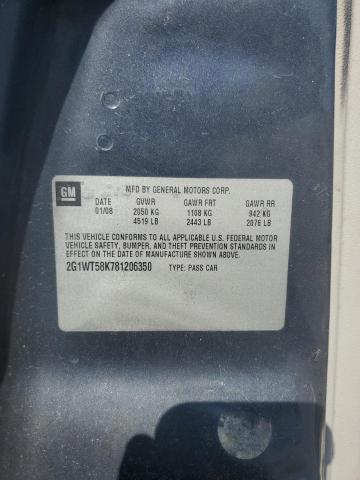 GM
MFD BY GENERAL MOTORS CORP.
DATE GVWR GAWR FRT GAWR RR
01/08 2050 KG 1108 KG 942 KG
4519 LB 2443 LB 2076 LB
THIS VEHICLE CONFORMS TO ALL APPLICABLE U.S. FEDERAL MOTOR
VEHICLE SAFETY, BUMPER, AND THEFT PREVENTION STANDARDS IN
EFFECT ON THE DATE OF MANUFACTURE SHOWN ABOVE.
2G1WT58K781206350 TYPE: PASS CAR